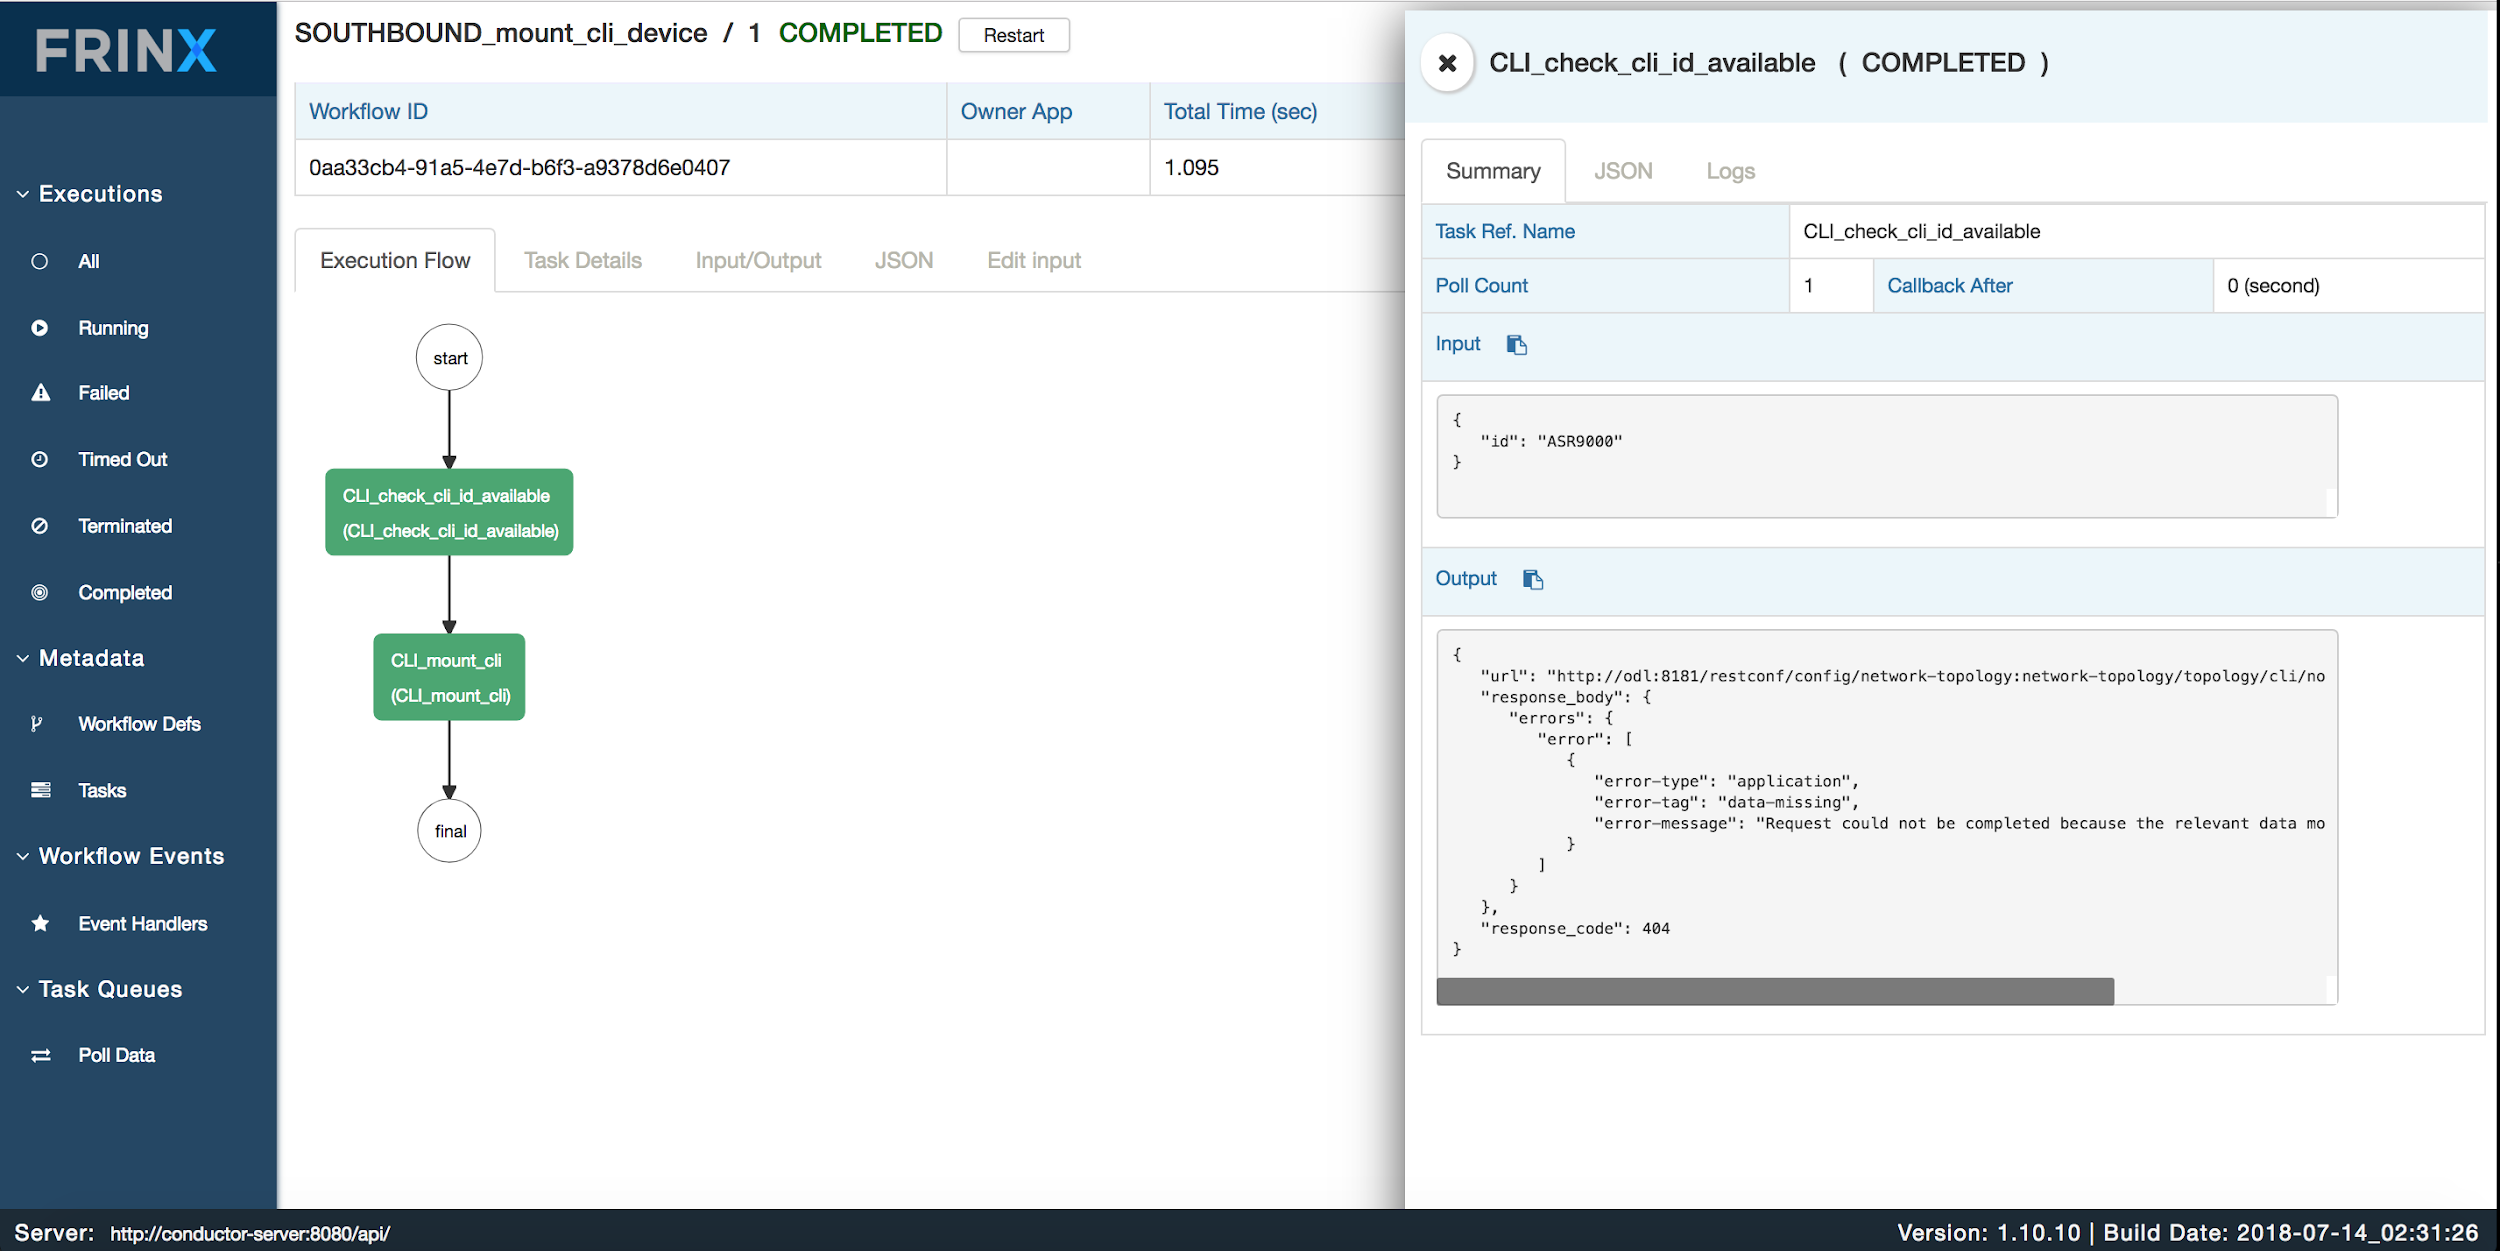 FRINX
Executions
All
Running
Failed
Timed Out
Terminated
Completed
Metadata
Workflow Defs
Tasks
Workflow Events
Event Handlers
Task Queues
Poll Data
SOUTHBOUND_mount_cli_device / 1 COMPLETED Restart
Workflow ID Owner App Total Time (sec)
0aa33cb4-91a5-4e7d-b6f3-a9378d6e0407 1.095
Execution Flow Task Details Input/Output JSON Edit input
start
CLI_check_cli_id_available
(CLI_check_cli_id_available)
CLI_mount_cli
(CLI_mount_cli)
final
CLI_check_cli_id_available ( COMPLETED )
Summary JSON Logs
Task Ref. Name CLI_check_cli_id_available
Poll Count 1 Callback After 0 (second)
Input
{
"id": "ASR9000"
}
Output
{
"url": "http://odl:8181/restconf/config/network-topology:network-topology/topology/cli/no
"response_body": {
"errors": {
"error": [
{
"error-type": "application",
"error-tag": "data-missing",
"error-message": "Request could not be completed because the relevant data mo
}
]
}
},
"response_code": 404
}
Server: http://conductor-server:8080/api/
Version: 1.10.10 | Build Date: 2018-07-14_02:31:26